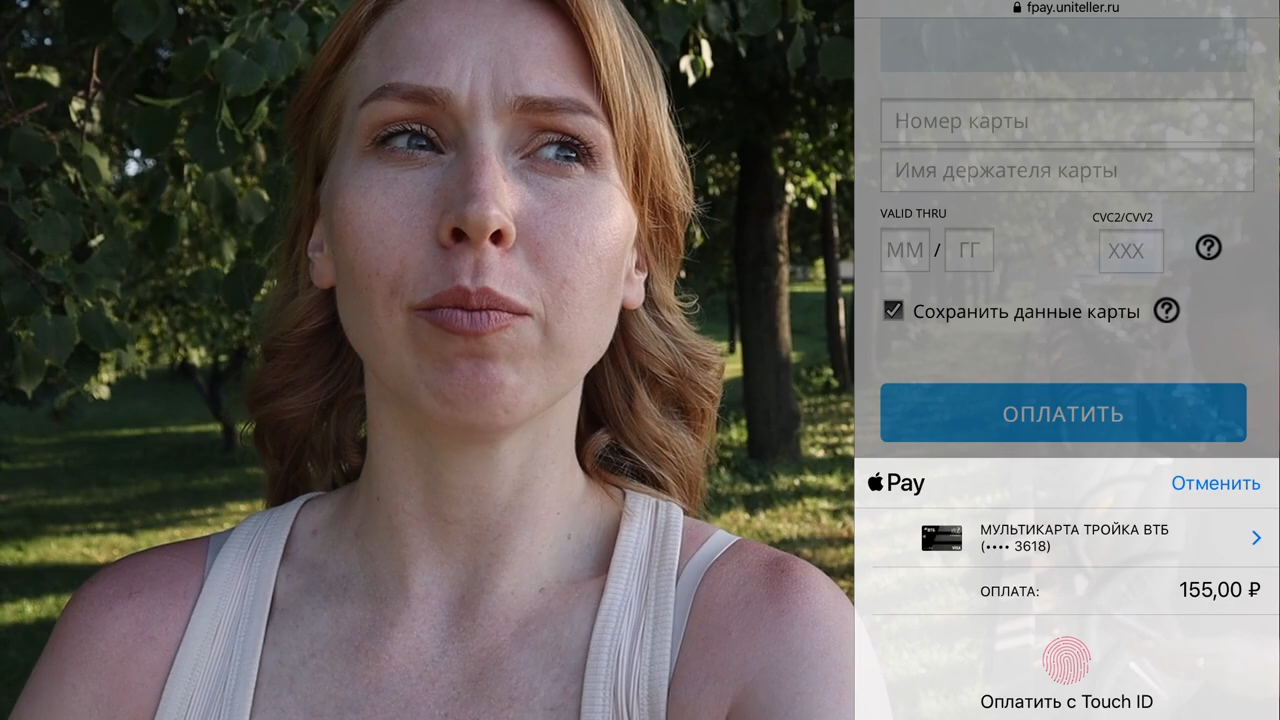 fpay.uniteller.ru
Номер карты
Имя держателя карты
VALID THRU
CVC2/CVV2
ММ / ГГ
XXX
Сохранить данные карты
ОПЛАТИТЬ
Pay
Отменить
МУЛЬТИКАРТА ТРОЙКА ВТБ
(•••• 3618)
ОПЛАТА:
155,00 ₽
Оплатить с Touch ID